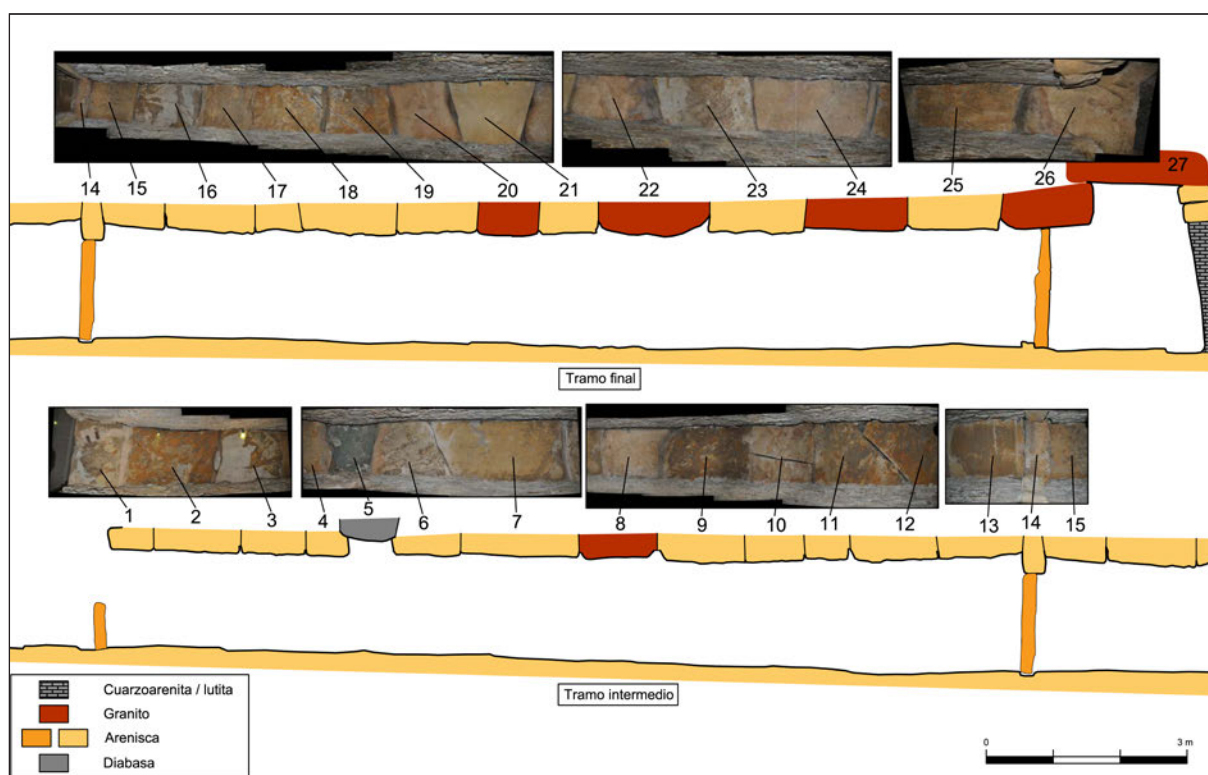 14 15 16 17 18 19 20 21 22 23 24 25 26 27
Tramo final
1 2 3 4 5 6 7 8 9 10 11 12 13 14 15
Tramo intermedio
Cuarzoarenita / lutita
Granito
Arenisca
Diabasa
0 3 m